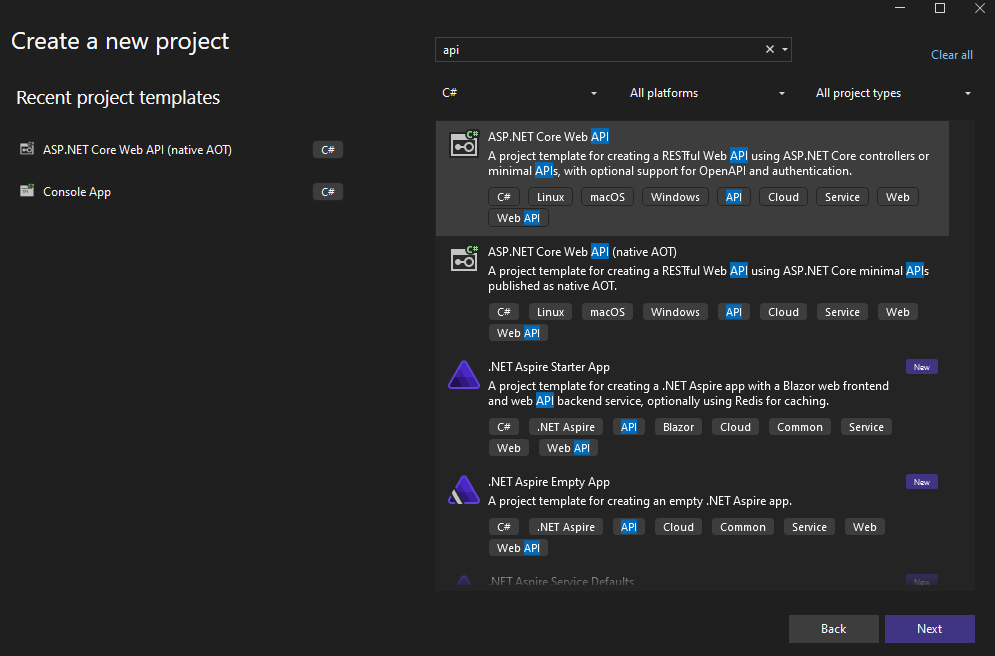 Create a new project
Recent project templates
ASP.NET Core Web API (native AOT) C#
Console App C#
api
Clear all
C# All platforms All project types
ASP.NET Core Web API
A project template for creating a RESTful Web API using ASP.NET Core controllers or
minimal APIs, with optional support for OpenAPI and authentication.
C# Linux macOS Windows API Cloud Service Web
Web API
ASP.NET Core Web API (native AOT)
A project template for creating a RESTful Web API using ASP.NET Core minimal APIs
published as native AOT.
C# Linux macOS Windows API Cloud Service Web
Web API
.NET Aspire Starter App New
A project template for creating a .NET Aspire app with a Blazor web frontend
and web API backend service, optionally using Redis for caching.
C# .NET Aspire API Blazor Cloud Common Service
Web Web API
.NET Aspire Empty App New
A project template for creating an empty .NET Aspire app.
C# .NET Aspire API Cloud Common Service Web
Web API
.NET Aspire Service Defaults New
Back Next